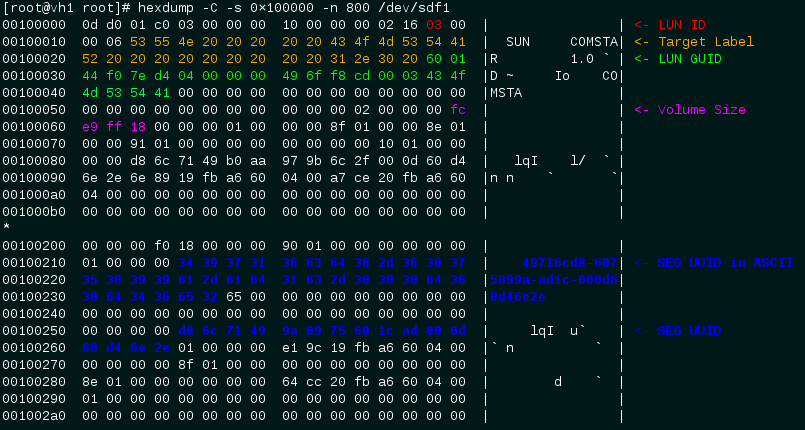 [root@vh1 root]# hexdump -C -s 0×100000 -n 800 /dev/sdf1
00100000 0d d0 01 c0 03 00 00 00 10 00 00 00 02 16 03 00 | | <- LUN ID
00100010 00 06 53 55 4e 20 20 20 20 20 43 4f 4d 53 54 41 | SUN COMSTA| <- Target Label
00100020 52 20 20 20 20 20 20 20 20 20 31 2e 30 20 60 01 |R 1.0 ` | <- LUN GUID
00100030 44 f0 7e d4 04 00 00 00 49 6f f8 cd 00 03 43 4f |D ~ Io CO|
00100040 4d 53 54 41 00 00 00 00 00 00 00 00 00 00 00 00 |MSTA |
00100050 00 00 00 00 00 00 00 00 00 00 00 02 00 00 00 fc | | <- Volume Size
00100060 e9 ff 18 00 00 00 01 00 00 00 8f 01 00 00 8e 01 | |
00100070 00 00 91 01 00 00 00 00 00 00 00 00 10 01 00 00 | |
00100080 00 00 d8 6c 71 49 b0 aa 97 9b 6c 2f 00 0d 60 d4 | lqI l/ ` |
00100090 6e 2e 6e 89 19 fb a6 60 04 00 a7 ce 20 fb a6 60 |n n ` `|
001000a0 04 00 00 00 00 00 00 00 00 00 00 00 00 00 00 00 | |
001000b0 00 00 00 00 00 00 00 00 00 00 00 00 00 00 00 00 | |
*
00100200 00 00 00 f0 18 00 00 00 90 01 00 00 00 00 00 00 | |
00100210 01 00 00 00 34 39 37 31 36 63 64 38 2d 36 30 37 | 49716cd8-607| <- SEG UUID in ASCII
00100220 35 38 39 39 61 2d 61 64 31 63 2d 30 30 30 64 36 |5899a-ad1c-000d6|
00100230 30 64 34 36 65 32 65 00 00 00 00 00 00 00 00 00 |0d46e2e |
00100240 00 00 00 00 00 00 00 00 00 00 00 00 00 00 00 00 | |
00100250 00 00 00 00 d8 6c 71 49 9a 89 75 60 1c ad 00 0d | lqI u` | <- SEG UUID
00100260 60 d4 6e 2e 01 00 00 00 e1 9c 19 fb a6 60 04 00 |` n ` |
00100270 00 00 00 00 8f 01 00 00 00 00 00 00 00 00 00 00 | |
00100280 8e 01 00 00 00 00 00 00 64 cc 20 fb a6 60 04 00 | d ` |
00100290 01 00 00 00 00 00 00 00 00 00 00 00 00 00 00 00 | |
001002a0 00 00 00 00 00 00 00 00 00 00 00 00 00 00 00 00 | |